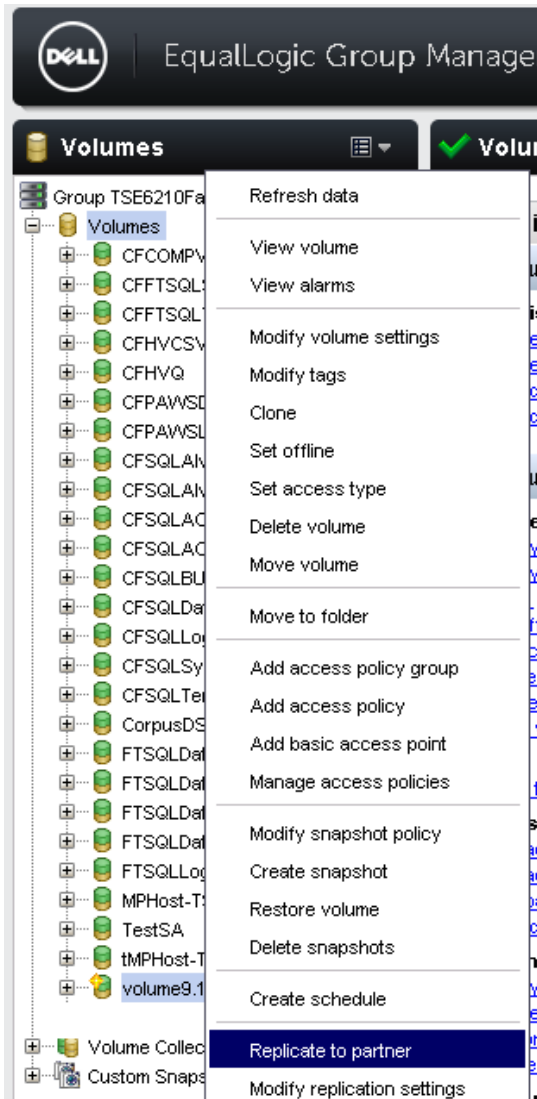 DELL
EqualLogic Group Manage
Volumes
Volu
Group TSE6210Fa
Volumes
CFCOMPV
CFFTSQL
CFFTSQL
CFHVCSV
CFHVQ
CFPAWSD
CFPAWSL
CFSQLAlv
CFSQLAlv
CFSQLAC
CFSQLAC
CFSQLBU
CFSQLDat
CFSQLLog
CFSQLSy
CFSQLTer
CorpusDS
FTSQLDat
FTSQLDat
FTSQLDat
FTSQLDat
FTSQLLog
MPHost-T
TestSA
tMPHost-T
volume9.1
Volume Collec
Custom Snaps
Refresh data
View volume
View alarms
Modify volume settings
Modify tags
Clone
Set offline
Set access type
Delete volume
Move volume
Move to folder
Add access policy group
Add access policy
Add basic access point
Manage access policies
Modify snapshot policy
Create snapshot
Restore volume
Delete snapshots
Create schedule
Replicate to partner
Modify replication settings